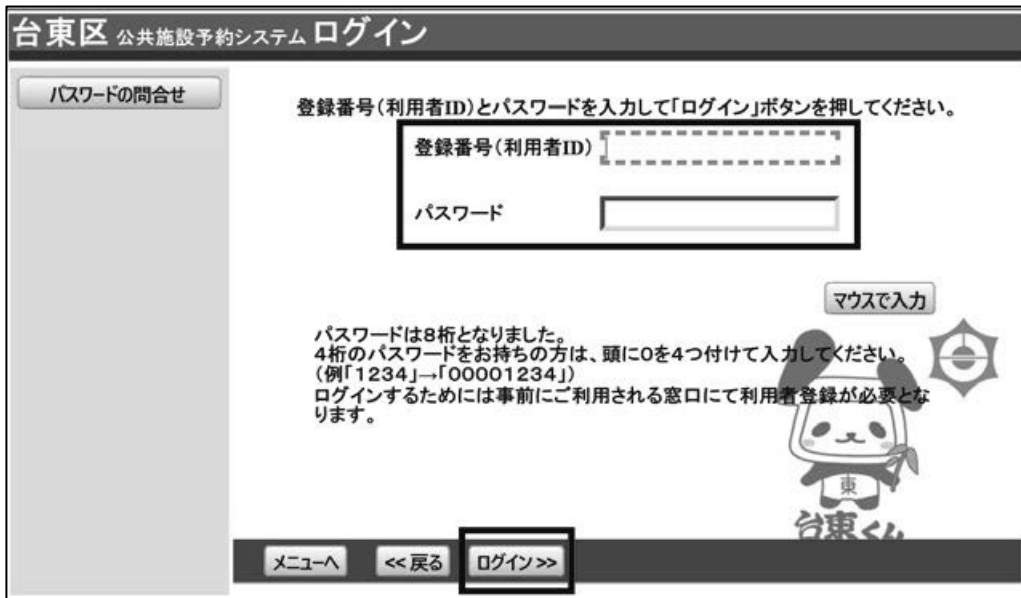 台東区 公共施設予約システム ログイン
パスワードの問合せ
登録番号(利用者ID)とパスワードを入力して「ログイン」ボタンを押してください。
登録番号(利用者ID)
パスワード
マウスで入力
パスワードは8桁となりました。
4桁のパスワードをお持ちの方は、頭に0を4つ付けて入力してください。
(例「1234」→「00001234」)
ログインするためには事前にご利用される窓口にて利用者登録が必要とな
ります。
東
台東くん
メニューへ <<戻る ログイン>>